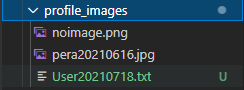 profile_images
noimage.png
pera20210616.jpg
User20210718.txt U